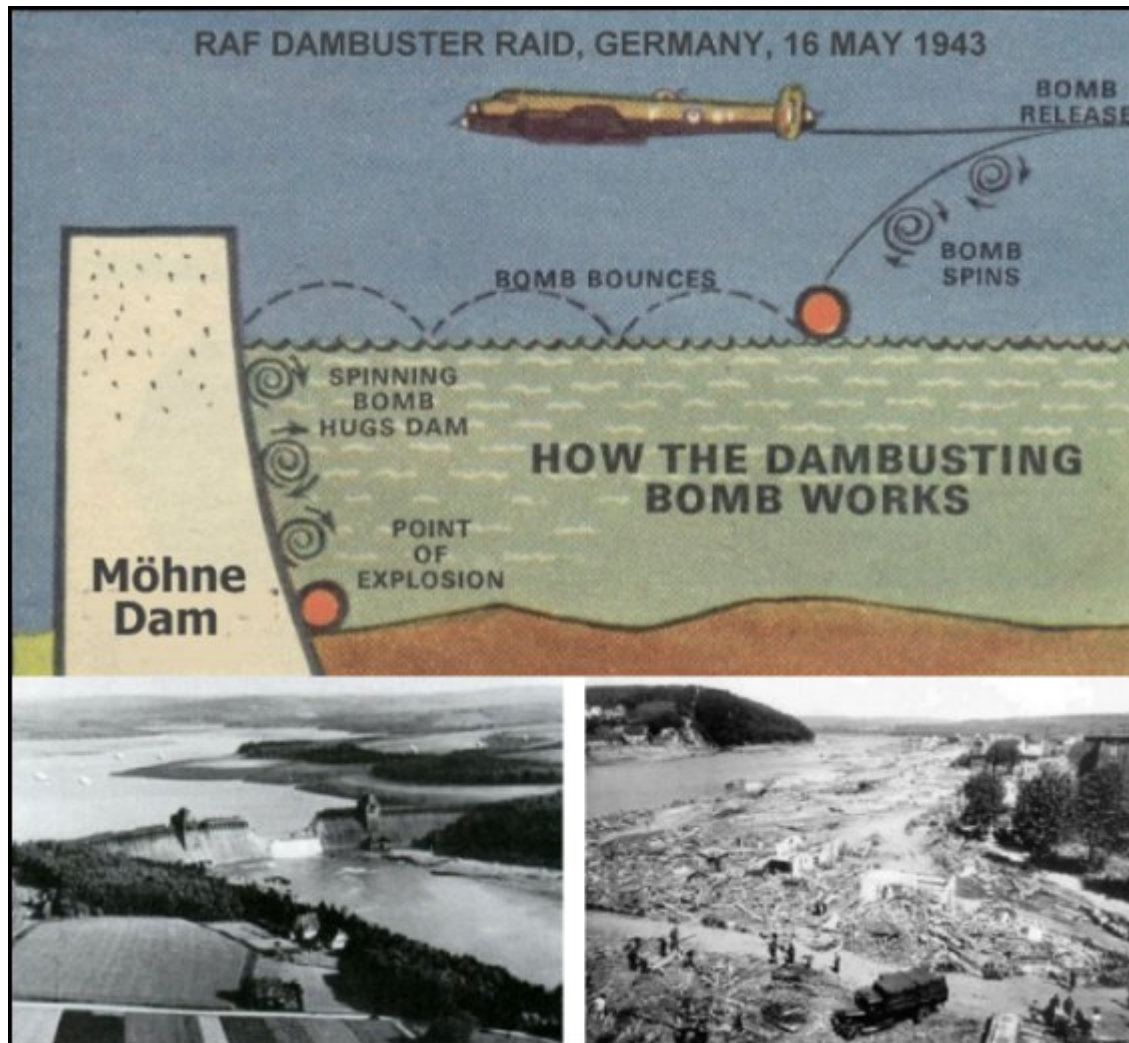 RAF DAMBUSTER RAID, GERMANY, 16 MAY 1943
BOMB
RELEASE
BOMB
SPINS
BOMB BOUNCES
SPINNING
BOMB
HUGS DAM
HOW THE DAMBUSTING
BOMB WORKS
POINT
OF
EXPLOSION
Möhne
Dam